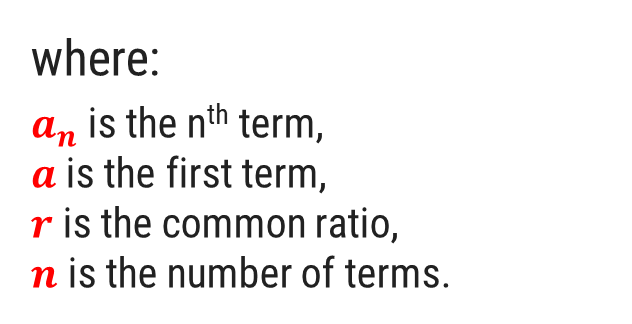 where:
aₙ is the nᵗʰ term,
a is the first term,
r is the common ratio,
n is the number of terms.